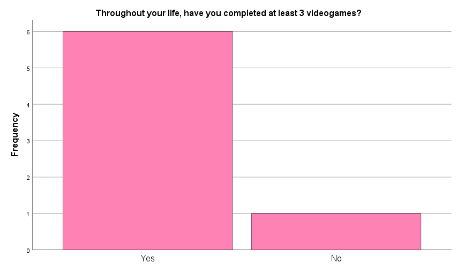 Throughout your life, have you completed at least 3 videogames?
Frequency
6
5
4
3
2
1
0
Yes
No